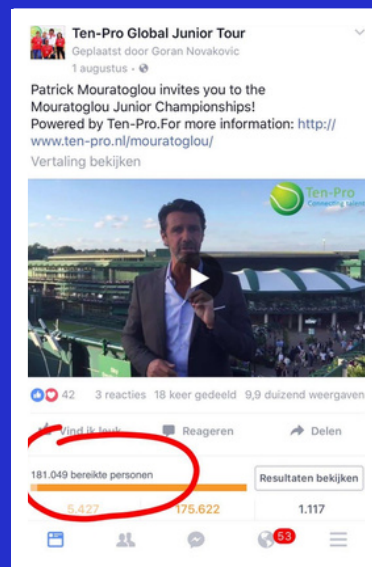 Ten-Pro Global Junior Tour
Geplaatst door Goran Novakovic
1 augustus •
Patrick Mouratoglou invites you to the
Mouratoglou Junior Championships!
Powered by Ten-Pro.For more information: http://
www.ten-pro.nl/mouratoglou/
Vertaling bekijken
Ten-Pro
Connecting talent
42 3 reacties 18 keer gedeeld 9,9 duizend weergaven
Vind ik leuk Reageren Delen
181.049 bereikte personen
Resultaten bekijken
5.427 175.622 1.117
53